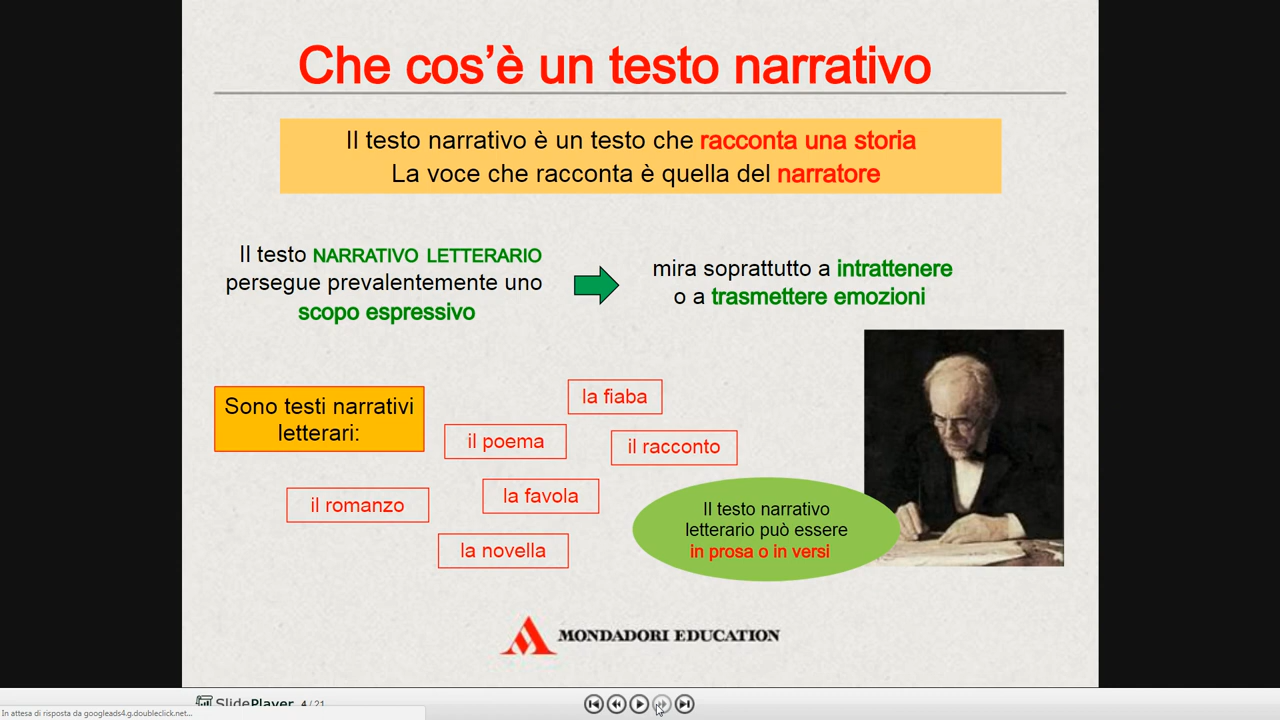 Che cos’è un testo narrativo
Il testo narrativo è un testo che racconta una storia
La voce che racconta è quella del narratore
Il testo NARRATIVO LETTERARIO
persegue prevalentemente uno
scopo espressivo
mira soprattutto a intrattenere
o a trasmettere emozioni
Sono testi narrativi
letterari:
la fiaba
il poema
il racconto
la favola
il romanzo
la novella
Il testo narrativo
letterario può essere
in prosa o in versi
MONDADORI EDUCATION
SlidePlayer 4 / 21
In attesa di risposta da googleads4.g.doubleclick.net...